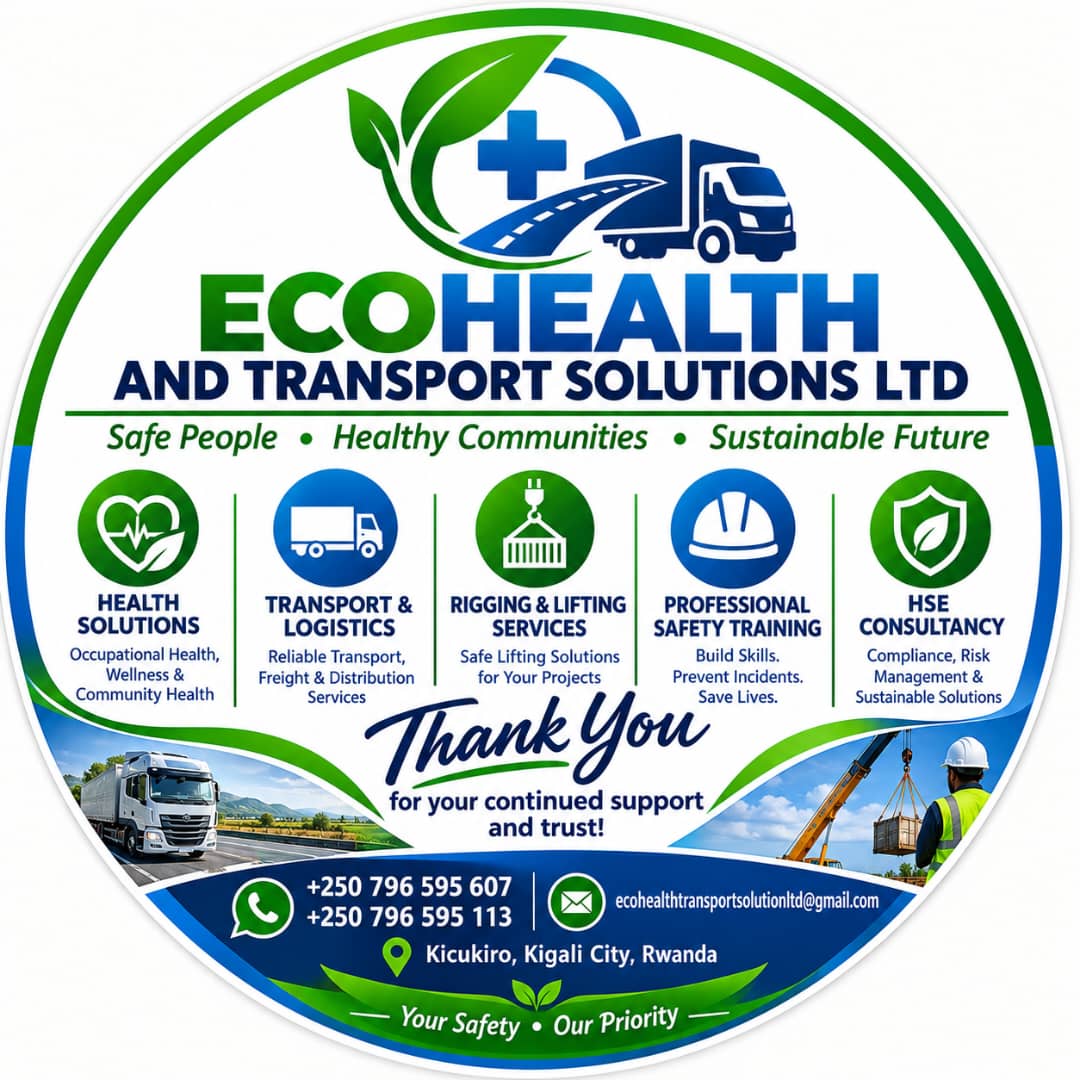 ECOHEALTH
AND TRANSPORT SOLUTIONS LTD
Safe People • Healthy Communities • Sustainable Future
HEALTH
SOLUTIONS
Occupational Health,
Wellness &
Community Health
TRANSPORT &
LOGISTICS
Reliable Transport,
Freight & Distribution
Services
RIGGING & LIFTING
SERVICES
Safe Lifting Solutions
for Your Projects
PROFESSIONAL
SAFETY TRAINING
Build Skills.
Prevent Incidents.
Save Lives.
HSE
CONSULTANCY
Compliance, Risk
Management &
Sustainable Solutions
Thank You
for your continued support
and trust!
+250 796 595 607
+250 796 595 113
ecohealthtransportsolutionltd@gmail.com
Kicukiro, Kigali City, Rwanda
Your Safety • Our Priority